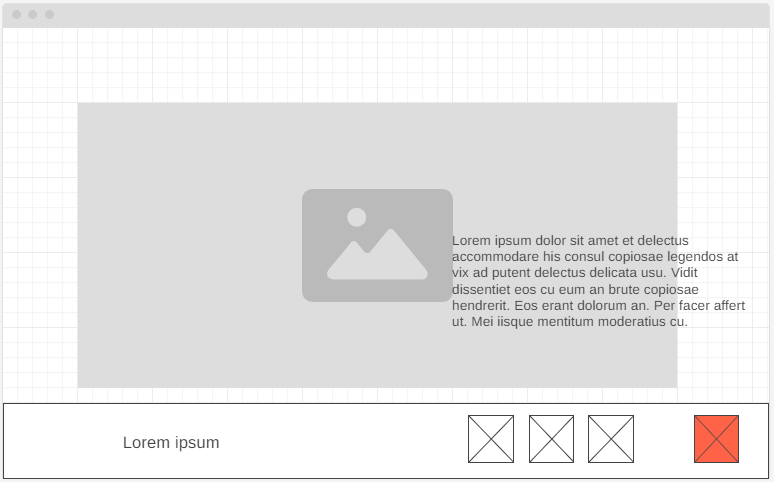 Lorem ipsum dolor sit amet et delectus
accommodare his consul copiosae legendos at
vix ad putent delectus delicata usu. Vidit
dissentiet eos cu eum an brute copiosae
hendrerit. Eos erant dolorum an. Per facer affert
ut. Mei iisque mentitum moderatius cu.
Lorem ipsum